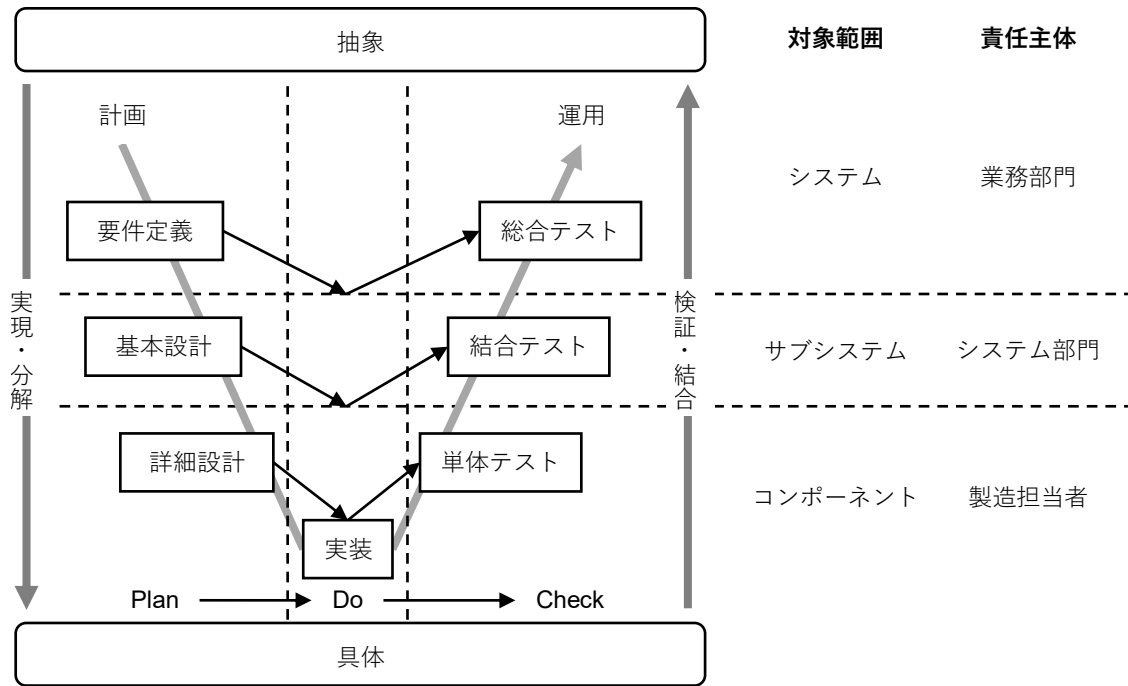 抽象
対象範囲
責任主体
計画
運用
システム
業務部門
要件定義
総合テスト
実現・分解
検証・結合
基本設計
結合テスト
サブシステム
システム部門
詳細設計
単体テスト
コンポーネント
製造担当者
実装
Plan
Do
Check
具体